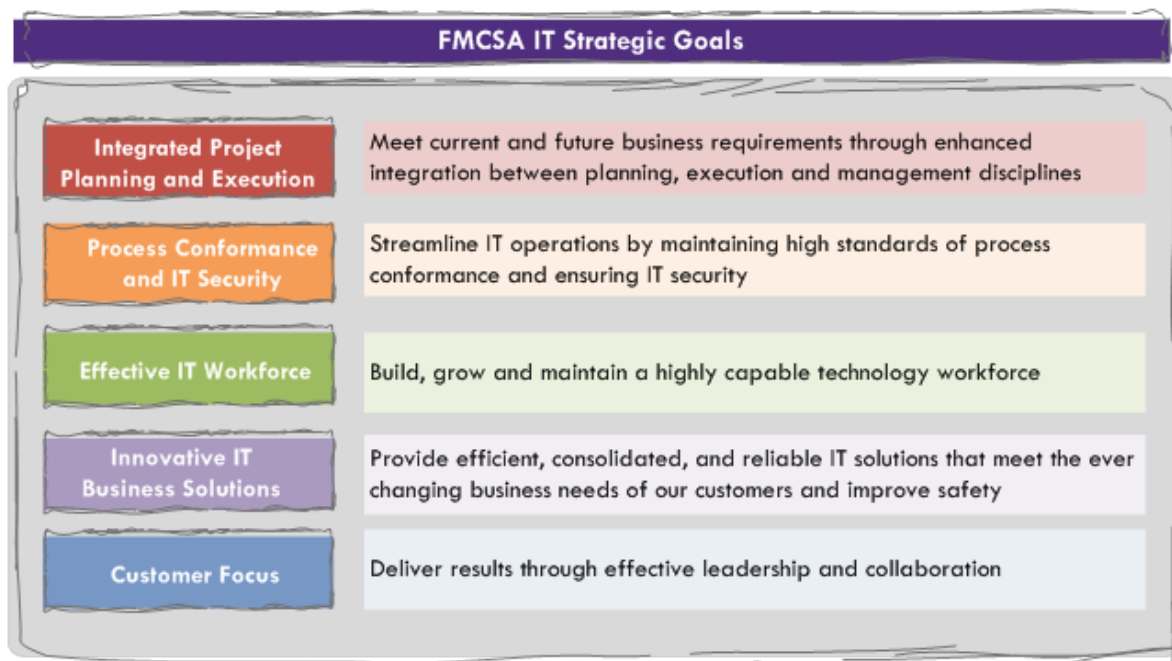 FMCSA IT Strategic Goals
Integrated Project
Planning and Execution
Meet current and future business requirements through enhanced
integration between planning, execution and management disciplines
Process Conformance
and IT Security
Streamline IT operations by maintaining high standards of process
conformance and ensuring IT security
Effective IT Workforce
Build, grow and maintain a highly capable technology workforce
Innovative IT
Business Solutions
Provide efficient, consolidated, and reliable IT solutions that meet the ever
changing business needs of our customers and improve safety
Customer Focus
Deliver results through effective leadership and collaboration